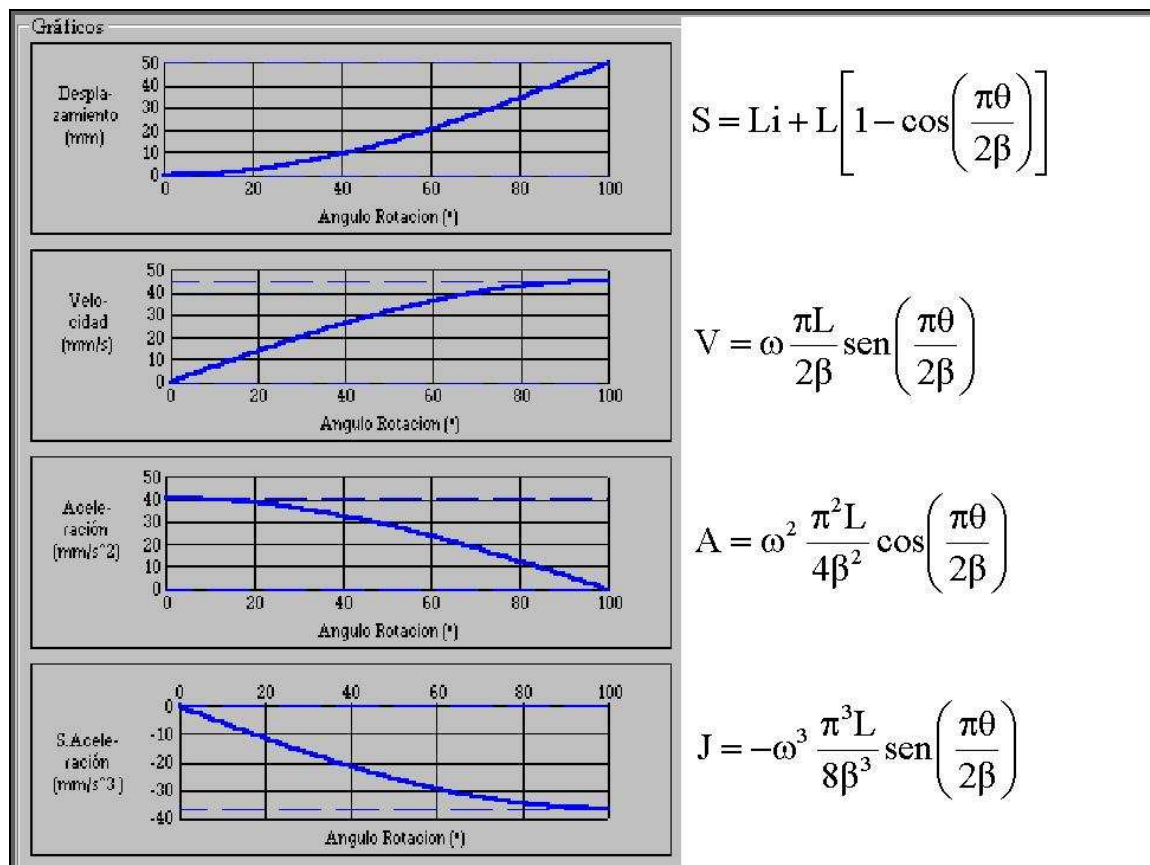 Gráficos
Despla-
zamiento
(mm)
50
40
30
20
10
0
0 20 40 60 80 100
Angulo Rotacion (º)
S = Li + L[1 − cos(πθ/2β)]
Velo-
cidad
(mm/s)
50
40
30
20
10
0
0 20 40 60 80 100
Angulo Rotacion (º)
V = ω πL/2β sen(πθ/2β)
Acele-
ración
(mm/s^2)
50
40
30
20
10
0
0 20 40 60 80 100
Angulo Rotacion (º)
A = ω² π²L/4β² cos(πθ/2β)
0 20 40 60 80 100
S.Acele-
ración
(mm/s^3)
0
-10
-20
-30
-40
Angulo Rotacion (º)
J = −ω³ π³L/8β³ sen(πθ/2β)